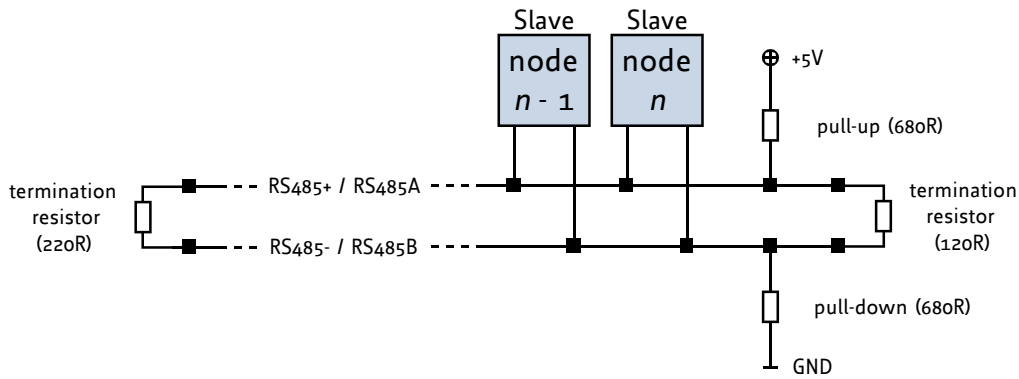 Slave
Slave
node
n - 1
node
n
+5V
pull-up (680R)
termination
resistor
(220R)
RS485+ / RS485A
RS485- / RS485B
termination
resistor
(120R)
pull-down (680R)
GND